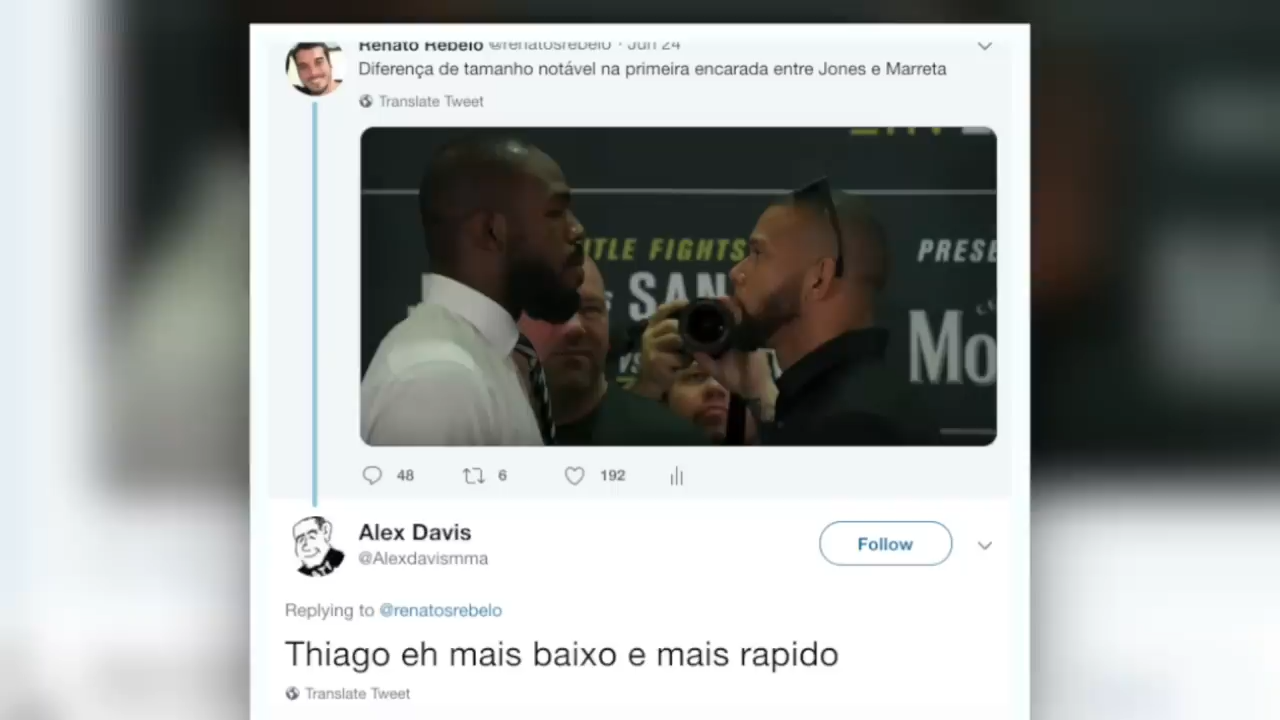 Renato Rebelo @renatosrebelo · Jun 24
Diferença de tamanho notável na primeira encarada entre Jones e Marreta
Translate Tweet
TITLE FIGHTS
SAN
VS
PRESE
Mo
48 6 192
Alex Davis
@Alexdavismma
Follow
Replying to @renatosrebelo
Thiago eh mais baixo e mais rapido
Translate Tweet